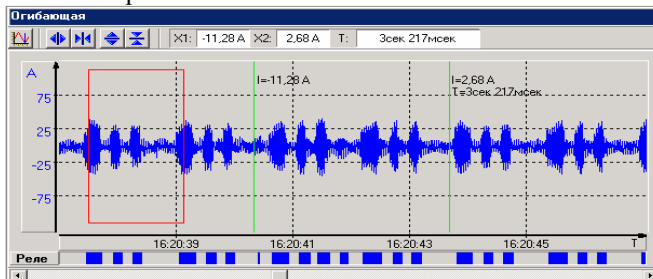 Огибающая
X1: -11,28 А X2: 2,68 А T: 3сек 217мсек
А
I=-11,28 А
I=2,68 А
T=3сек 217мсек
75
25
-25
-75
16:20:39 16:20:41 16:20:43 16:20:45 T
Реле